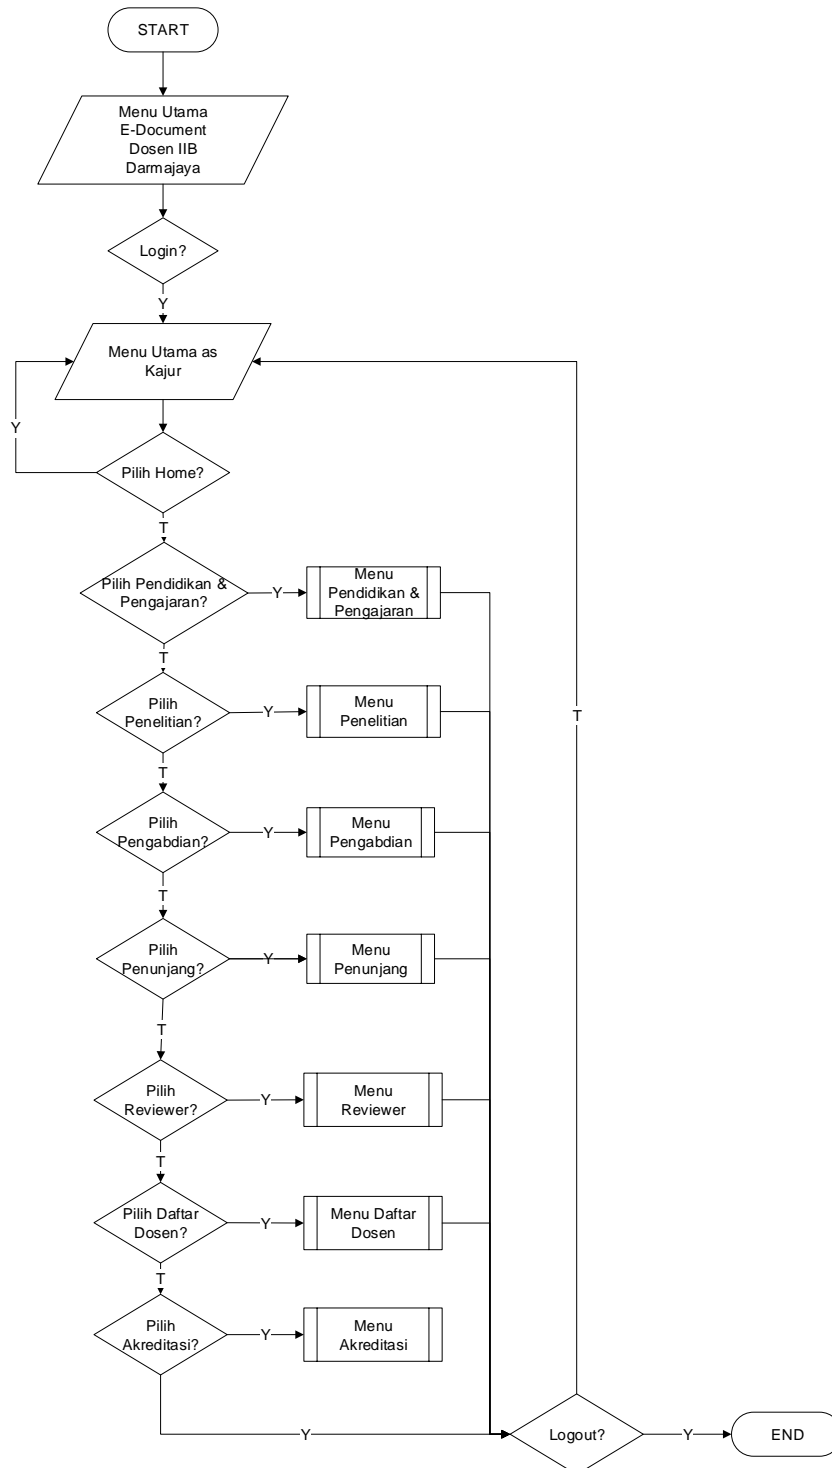 START
Menu Utama
E-Document
Dosen IIB
Darmajaya
Login?
Y
Menu Utama as
Kajur
Y
Pilih Home?
T
Pilih Pendidikan &
Pengajaran?
Y
Menu
Pendidikan &
Pengajaran
T
Pilih
Penelitian?
Y
Menu
Penelitian
T
T
Pilih
Pengabdian?
Y
Menu
Pengabdian
T
Pilih
Penunjang?
Y
Menu
Penunjang
T
Pilih
Reviewer?
Y
Menu
Reviewer
T
Pilih Daftar
Dosen?
Y
Menu Daftar
Dosen
T
Pilih
Akreditasi?
Y
Menu
Akreditasi
Y
Logout?
Y
END